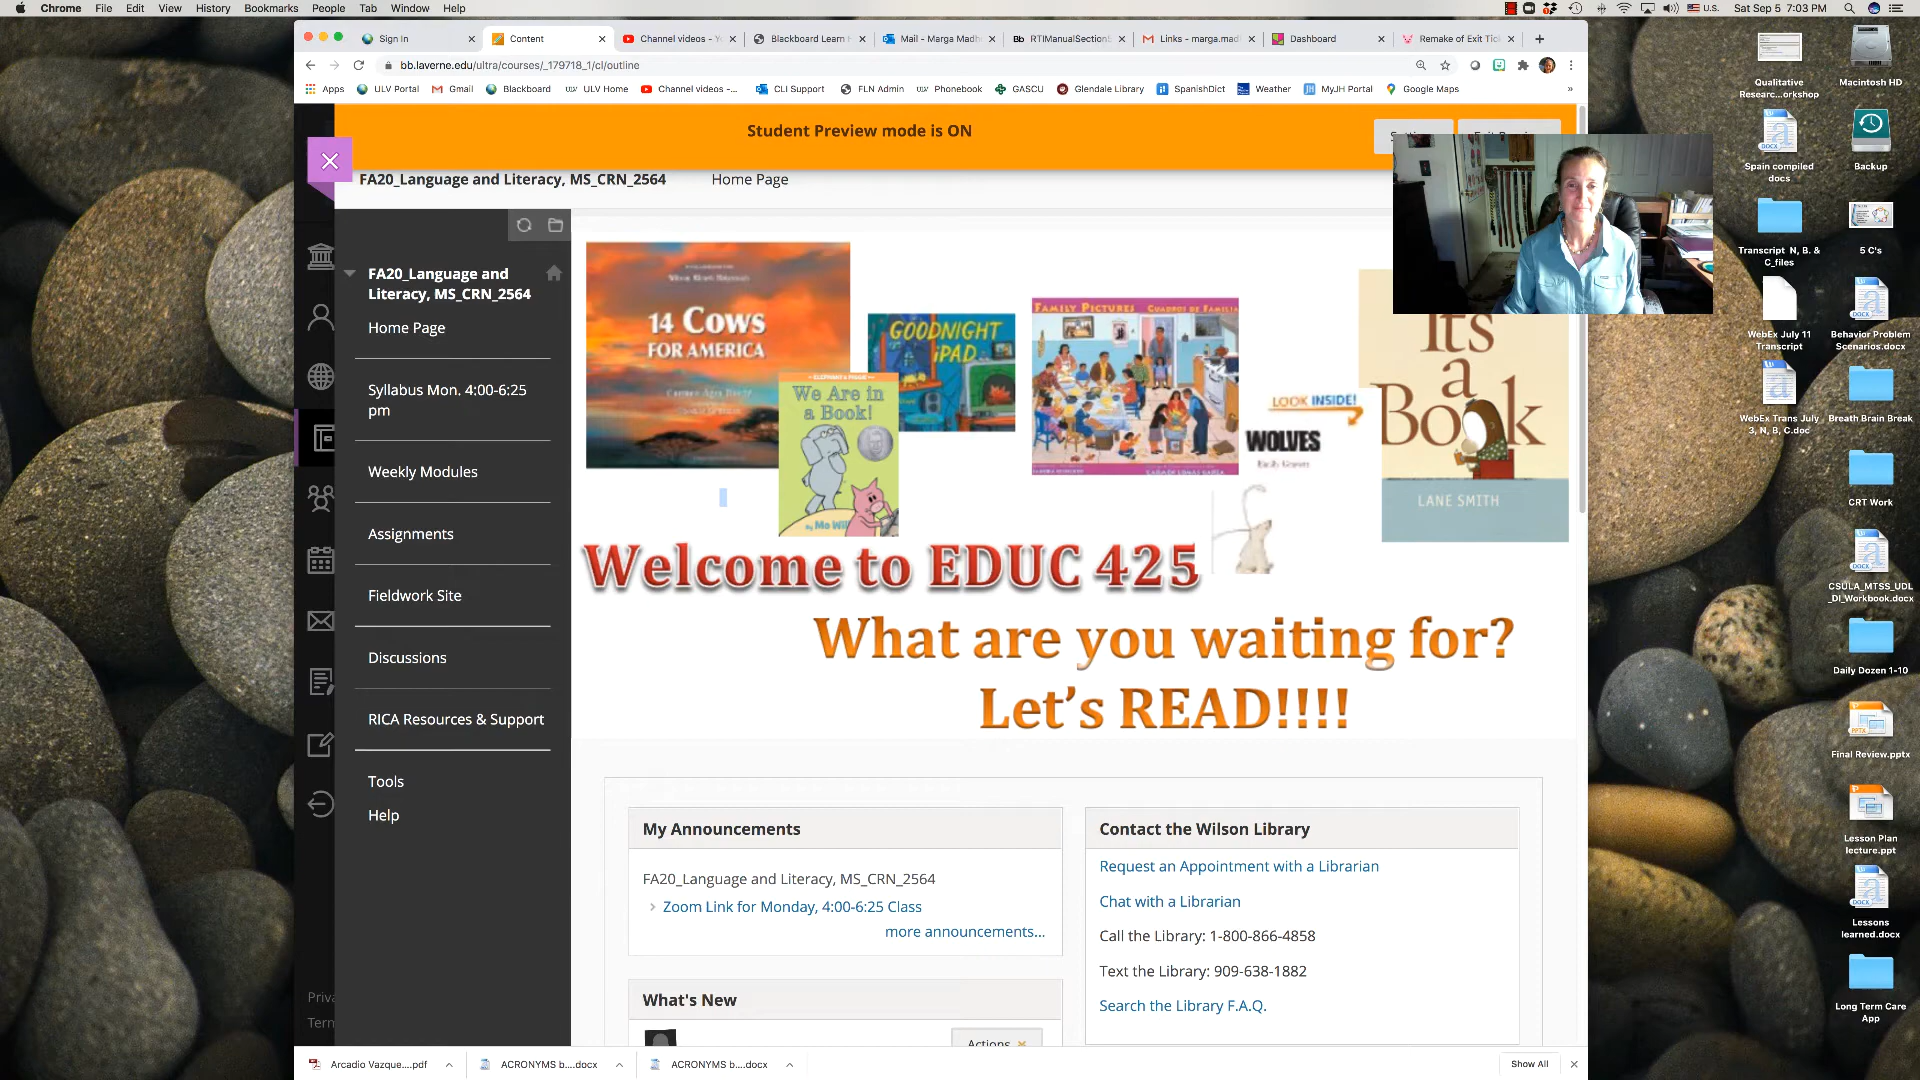 Chrome File Edit View History Bookmarks People Tab Window Help
U.S. Sat Sep 5 7:03 PM
Sign In
Content
Channel videos - Y
Blackboard Learn
Mail - Marga Madh
Bb RTIManualSection
Links - marga.mad
Dashboard
Remake of Exit Tic
bb.laverne.edu/ultra/courses/_179718_1/cl/outline
Apps ULV Portal Gmail Blackboard ULV Home Channel videos -... CLI Support FLN Admin Phonebook GASCU Glendale Library SpanishDict Weather MyJH Portal Google Maps »
Student Preview mode is ON
FA20_Language and Literacy, MS_CRN_2564
Home Page
FA20_Language and
Literacy, MS_CRN_2564
Home Page
Syllabus Mon. 4:00-6:25
pm
Weekly Modules
Assignments
Fieldwork Site
Discussions
RICA Resources & Support
Tools
Help
Priva
Term
14 Cows
FOR AMERICA
GOODNIGHT
iPAD
We Are in
a Book!
by Mo Wil
FAMILY PICTURES CUADROS DE FAMILIA
LOOK INSIDE!
WOLVES
Emily Gravett
It's
a
Book
LANE SMITH
Welcome to EDUC 425
What are you waiting for?
Let's READ!!!!
My Announcements
FA20_Language and Literacy, MS_CRN_2564
Zoom Link for Monday, 4:00-6:25 Class
more announcements...
What's New
Actions
Contact the Wilson Library
Request an Appointment with a Librarian
Chat with a Librarian
Call the Library: 1-800-866-4858
Text the Library: 909-638-1882
Search the Library F.A.Q.
Arcadio Vazque....pdf
ACRONYMS b....docx
ACRONYMS b....docx
Show All
Qualitative
Researc...orkshop
Macintosh HD
Spain compiled
docs
Backup
Transcript N, B. &
C_files
5 C's
WebEx July 11
Transcript
Behavior Problem
Scenarios.docx
WebEx Trans July
3, N, B, C.doc
Breath Brain Break
CRT Work
CSULA_MTSS_UDL
_DI_Workbook.docx
Daily Dozen 1-10
Final Review.pptx
Lesson Plan
lecture.ppt
Lessons
learned.docx
Long Term Care
App